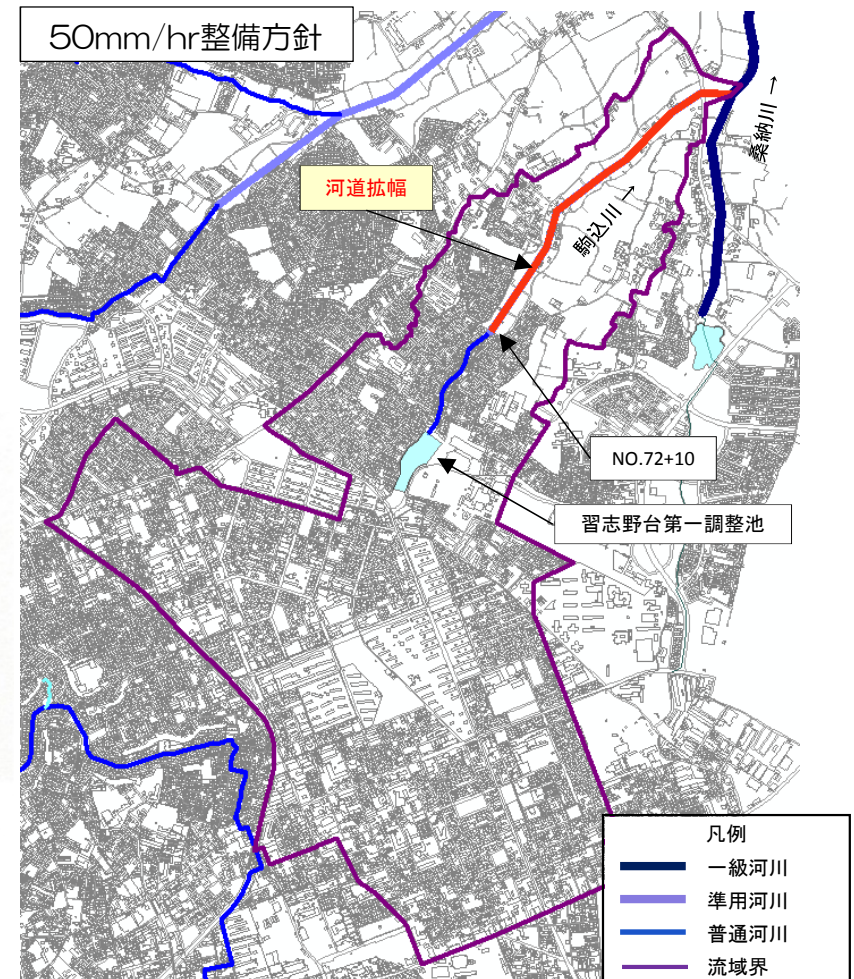 50mm/hr整備方針
桑納川 →
河道拡幅
駒込川 →
NO.72+10
習志野台第一調整池
凡例
一級河川
準用河川
普通河川
流域界